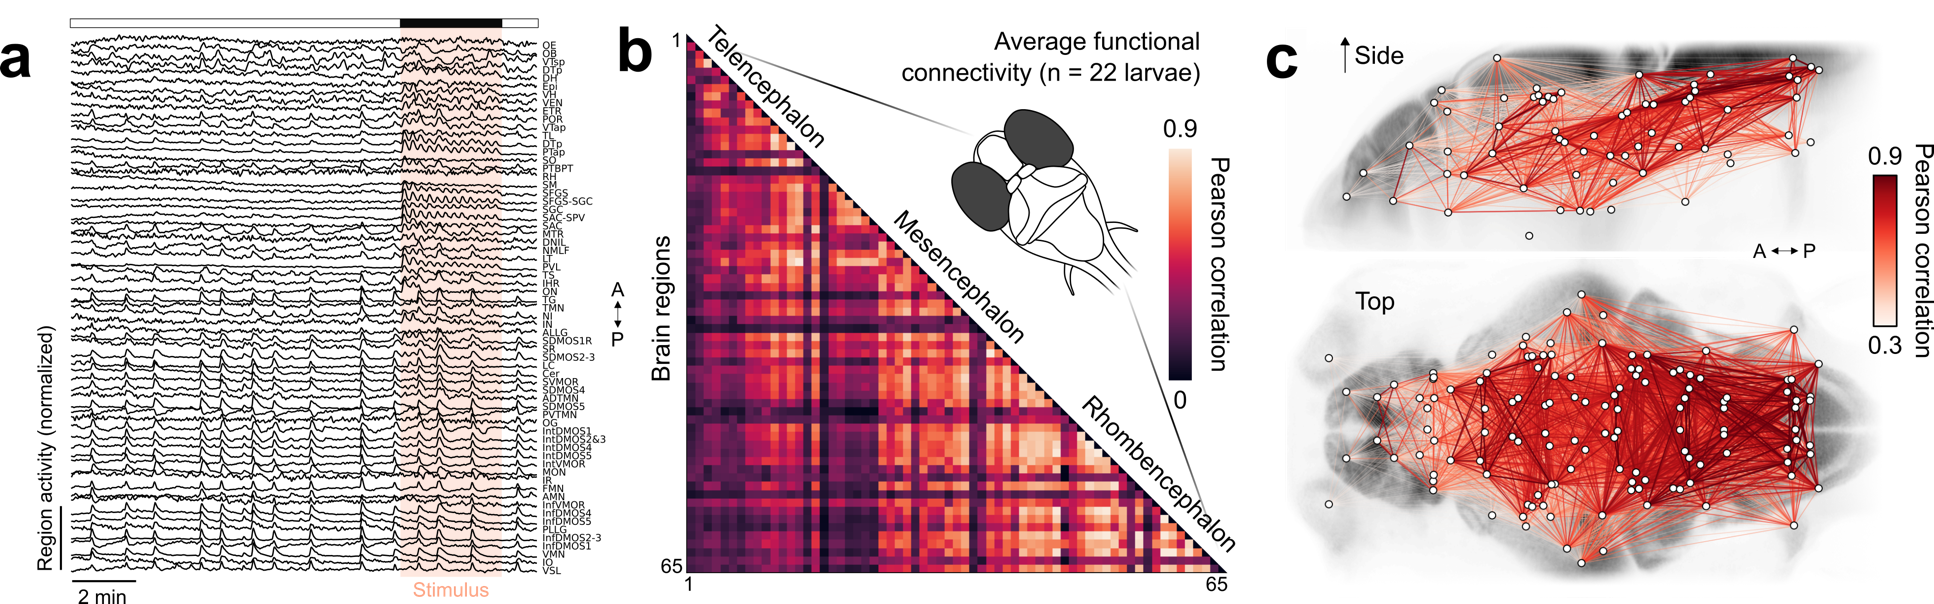 a
OE
OB
VTsp
DTp
DH
Epi
VH
VEN
ETR
POR
VTap
TL
DTp
PTap
SO
PTBPT
RH
SM
SFGS
SFGS-SGC
SGC
SAC-SPV
SAC
MTR
DNIL
NMLF
LT
PVL
TS
IHR
ON
TG
TMN
NI
IN
ALLG
SDMOS1R
SR
SDMOS2-3
LC
Cer
SVMOR
SDMOS4
ADTMN
SDMOS5
PVTMN
OG
IntDMOS1
IntDMOS2&3
IntDMOS4
IntDMOS5
IntVMOR
MON
IR
FMN
AMN
InfVMOR
InfDMOS4
InfDMOS5
PLLG
InfDMOS2-3
InfDMOS1
VMN
IO
VSL
A
P
Region activity (normalized)
2 min
Stimulus
b
1
Telencephalon
Mesencephalon
Rhombencephalon
Average functional
connectivity (n = 22 larvae)
0.9
Pearson correlation
0
Brain regions
65
1
65
c
Side
A P
Top
0.9
Pearson correlation
0.3